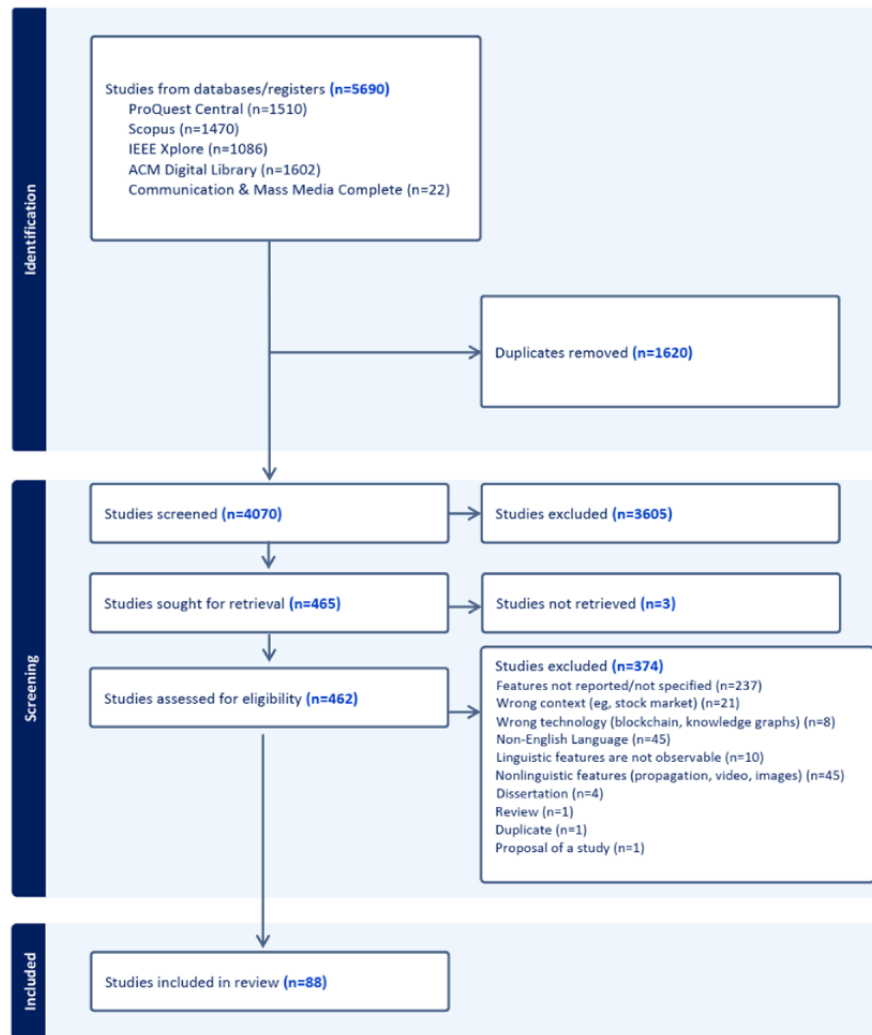 Identification
Studies from databases/registers (n=5690)
ProQuest Central (n=1510)
Scopus (n=1470)
IEEE Xplore (n=1086)
ACM Digital Library (n=1602)
Communication & Mass Media Complete (n=22)
Duplicates removed (n=1620)
Screening
Studies screened (n=4070)
Studies excluded (n=3605)
Studies sought for retrieval (n=465)
Studies not retrieved (n=3)
Studies assessed for eligibility (n=462)
Studies excluded (n=374)
Features not reported/not specified (n=237)
Wrong context (eg, stock market) (n=21)
Wrong technology (blockchain, knowledge graphs) (n=8)
Non-English Language (n=45)
Linguistic features are not observable (n=10)
Nonlinguistic features (propagation, video, images) (n=45)
Dissertation (n=4)
Review (n=1)
Duplicate (n=1)
Proposal of a study (n=1)
Included
Studies included in review (n=88)